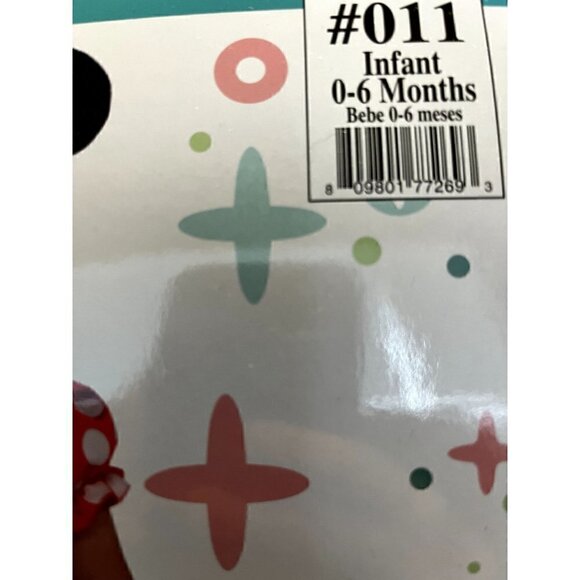 #011
Infant
0-6 Months
Bebe 0-6 meses
8 09801 77269 3